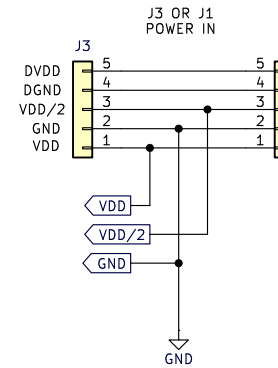 J3 OR J1
POWER IN
J3
DVDD 5 5
DGND 4 4
VDD/2 3 3
GND 2 2
VDD 1 1
VDD
VDD/2
GND
GND